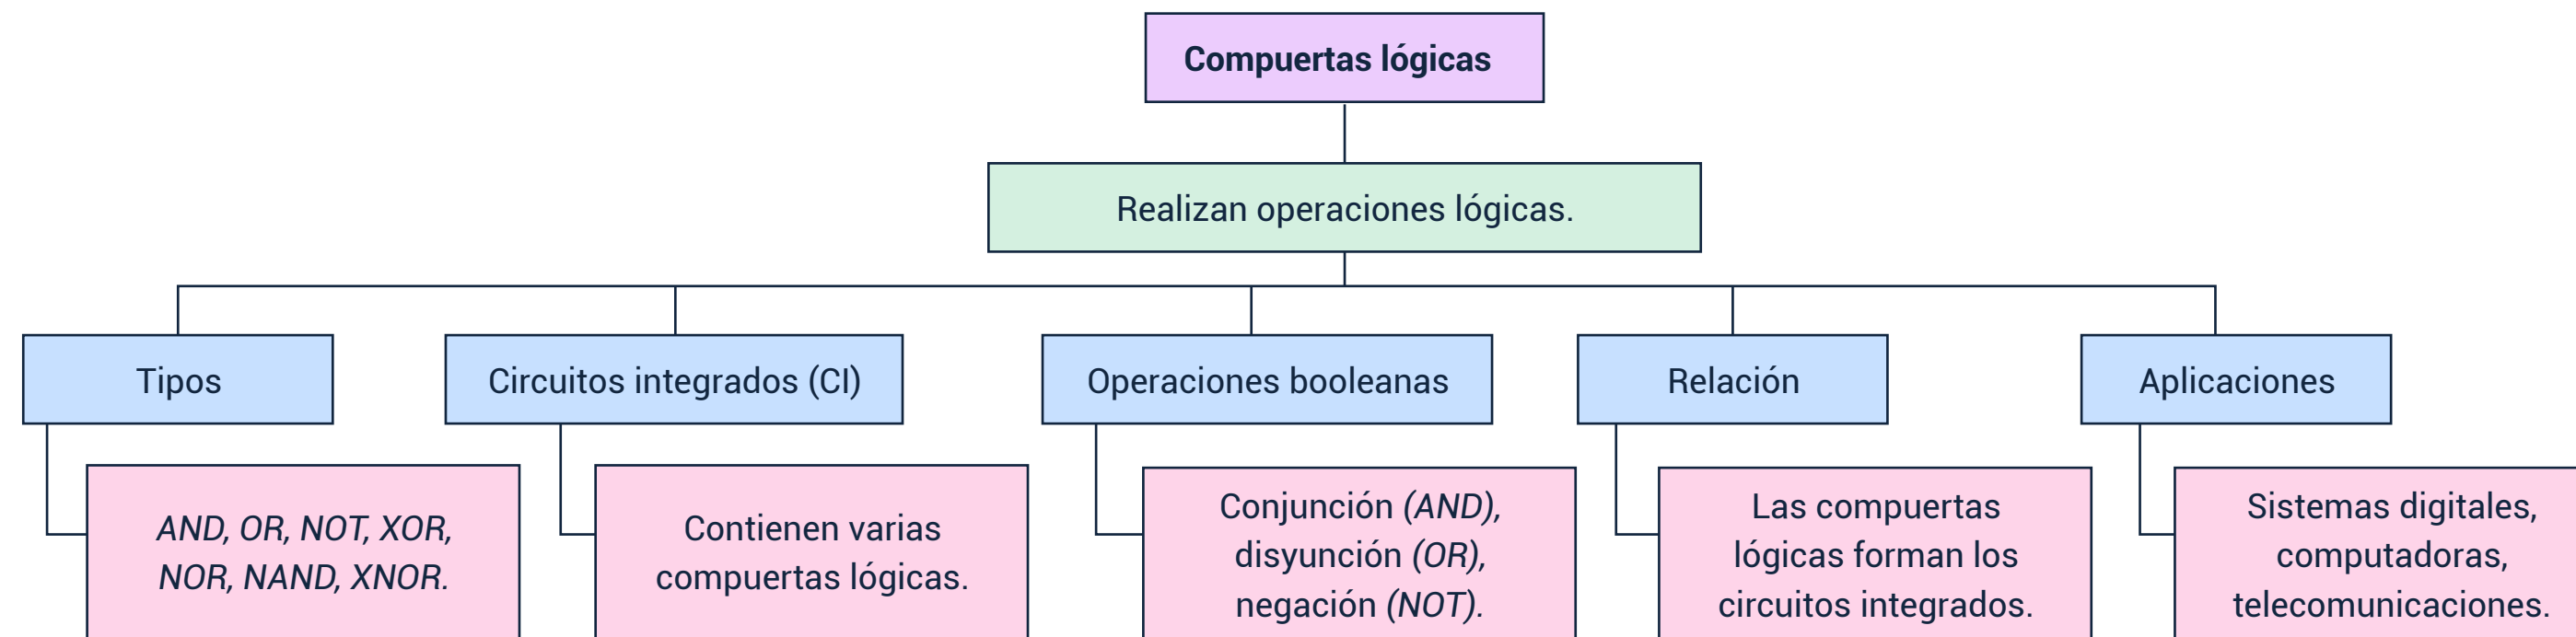 Compuertas lógicas
Realizan operaciones lógicas.
Tipos
Circuitos integrados (CI)
Operaciones booleanas
Relación
Aplicaciones
AND, OR, NOT, XOR,
NOR, NAND, XNOR.
Contienen varias
compuertas lógicas.
Conjunción (AND),
disyunción (OR),
negación (NOT).
Las compuertas
lógicas forman los
circuitos integrados.
Sistemas digitales,
computadoras,
telecomunicaciones.